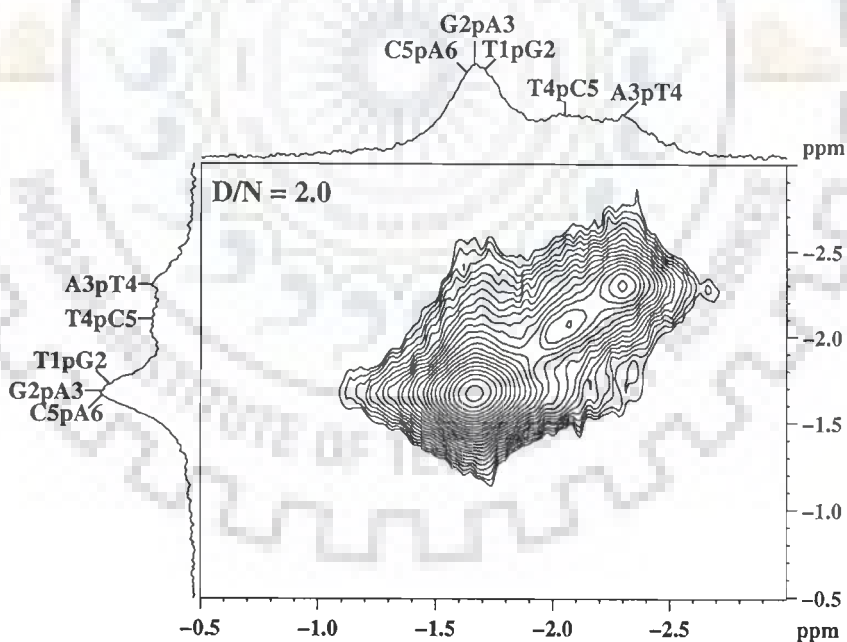 G2pA3
C5pA6 T1pG2
T4pC5 A3pT4
ppm
D/N = 2.0
A3pT4
T4pC5
T1pG2
G2pA3
C5pA6
-2.5
-2.0
-1.5
-1.0
-0.5
-0.5 -1.0 -1.5 -2.0 -2.5 ppm